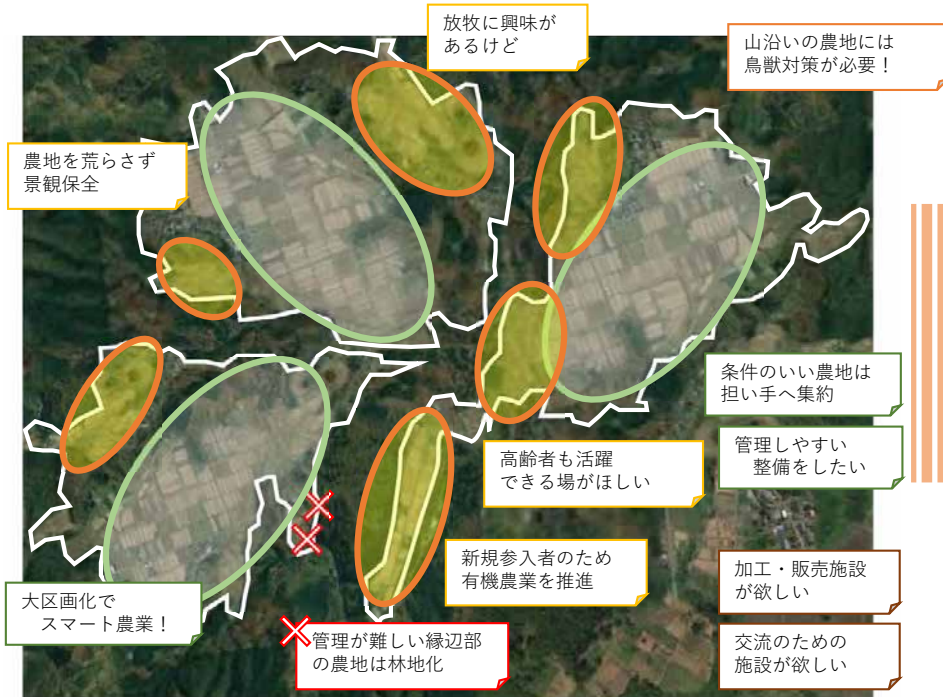 放牧に興味が
あるけど
山沿いの農地には
鳥獣対策が必要！
農地を荒らさず
景観保全
条件のいい農地は
担い手へ集約
管理しやすい
整備をしたい
高齢者も活躍
できる場がほしい
新規参入者のため
有機農業を推進
加工・販売施設
が欲しい
大区画化で
スマート農業！
管理が難しい縁辺部
の農地は林地化
交流のための
施設が欲しい